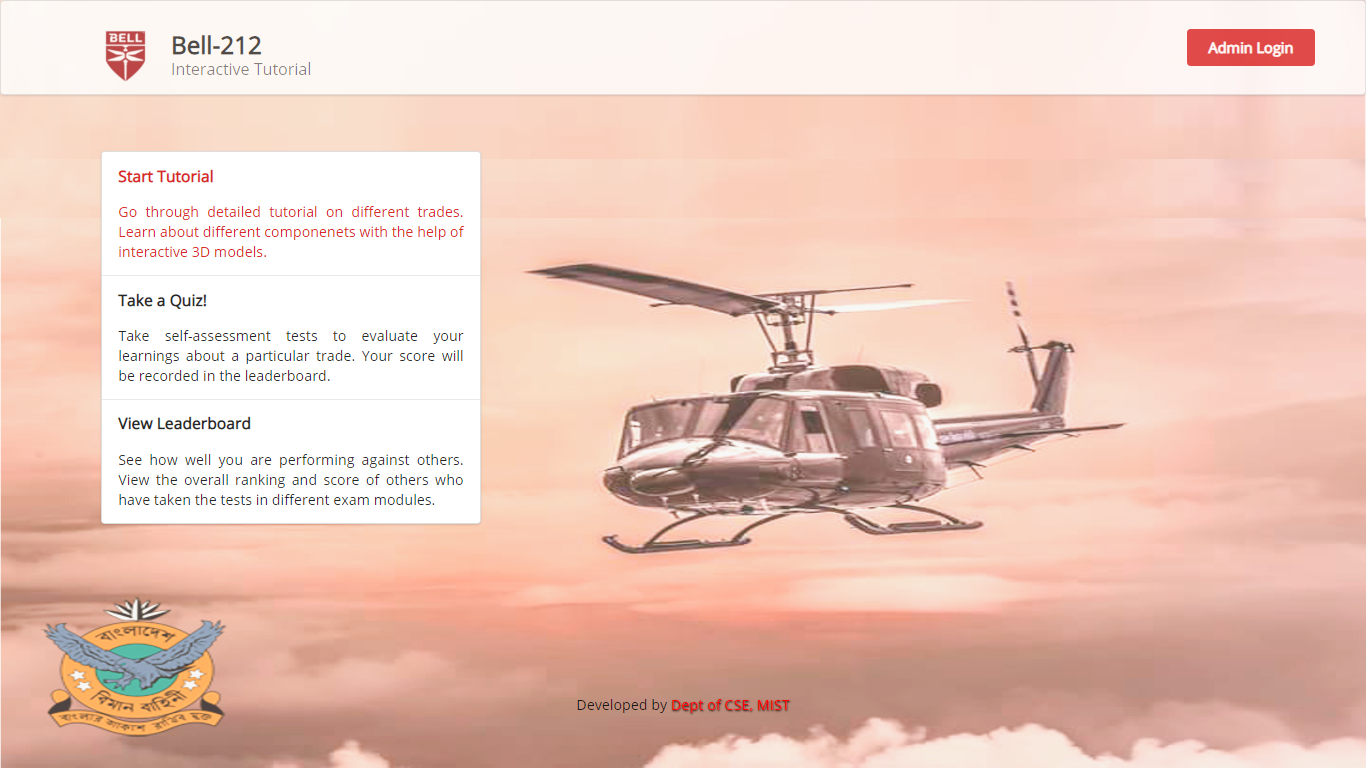 BELL
Bell-212
Interactive Tutorial
Admin Login
Start Tutorial
Go through detailed tutorial on different trades.
Learn about different componenets with the help of
interactive 3D models.
Take a Quiz!
Take self-assessment tests to evaluate your
learnings about a particular trade. Your score will
be recorded in the leaderboard.
View Leaderboard
See how well you are performing against others.
View the overall ranking and score of others who
have taken the tests in different exam modules.
বাংলাদেশ
বিমান বাহিনী
বাংলার আকাশ রাখিব মুক্ত
Developed by Dept of CSE, MIST